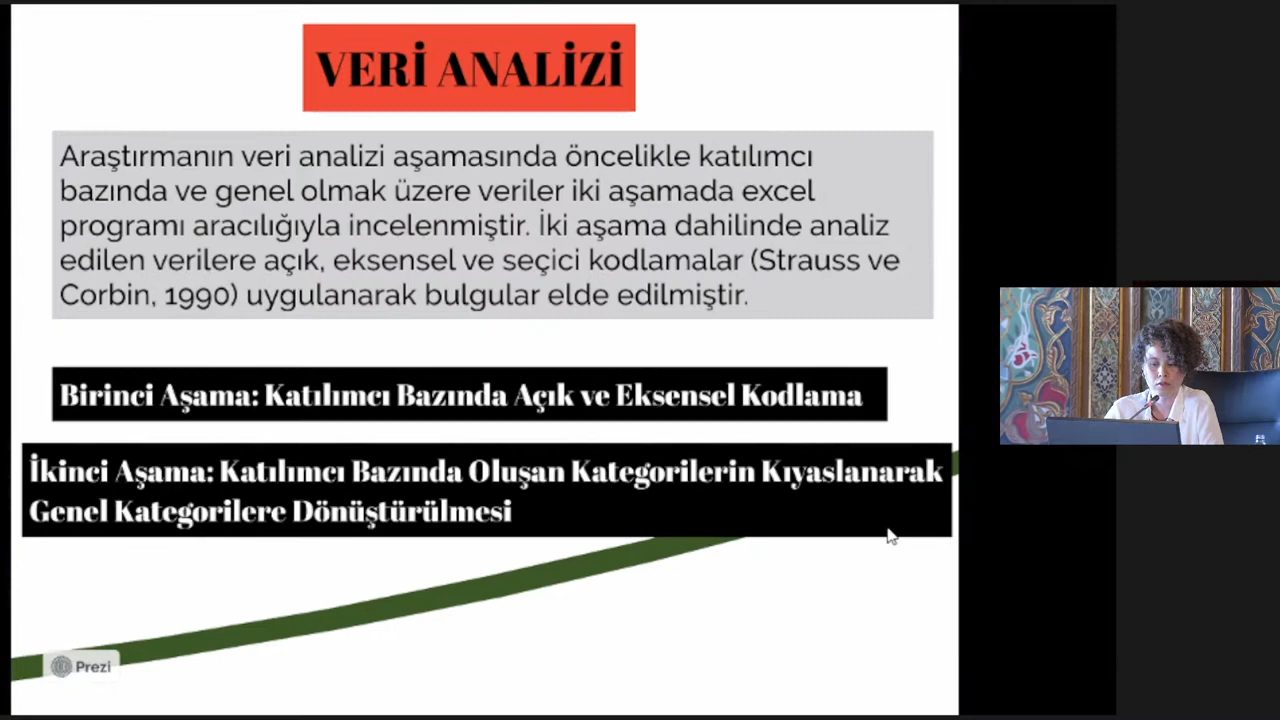 VERİ ANALİZİ
Araştırmanın veri analizi aşamasında öncelikle katılımcı
bazında ve genel olmak üzere veriler iki aşamada excel
programı aracılığıyla incelenmiştir. İki aşama dahilinde analiz
edilen verilere açık, eksensel ve seçici kodlamalar (Strauss ve
Corbin, 1990) uygulanarak bulgular elde edilmiştir.
Birinci Aşama: Katılımcı Bazında Açık ve Eksensel Kodlama
İkinci Aşama: Katılımcı Bazında Oluşan Kategorilerin Kıyaslanarak
Genel Kategorilere Dönüştürülmesi
Prezi